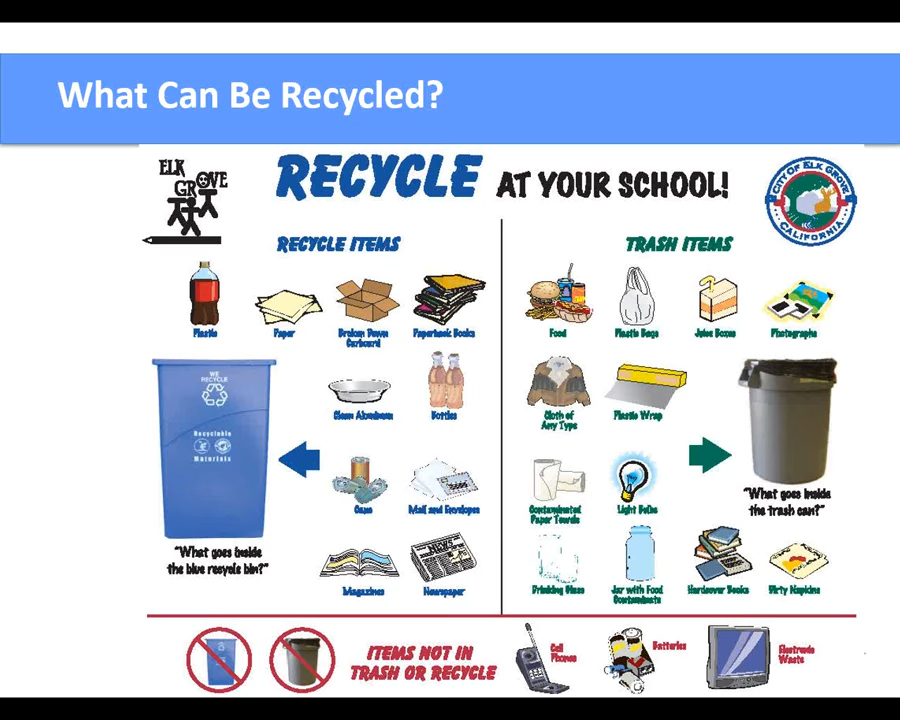 What Can Be Recycled?
ELK
GROVE
RECYCLE AT YOUR SCHOOL!
CITY OF ELK GROVE
CALIFORNIA
RECYCLE ITEMS
TRASH ITEMS
Plastic
Paper
Broken Down
Carboard
Paperback Books
Food
Plastic Bags
Juice Boxes
Photographs
WE
RECYCLE
Recyclable
Materials
Clean Aluminum
Bottles
Cloth of
Any Type
Plastic Wrap
Cans
Mail and Envelopes
Contaminated
Paper Towels
Light Bulbs
"What goes inside
the trash can?"
"What goes inside
the blue recycle bin?"
NEWS
Magazines
Newspaper
Drinking Glass
Jar with Food
Contaminants
Hardcover Books
Dirty Napkins
ITEMS NOT IN
TRASH OR RECYCLE
Cell
Phones
Batteries
Electronic
Waste